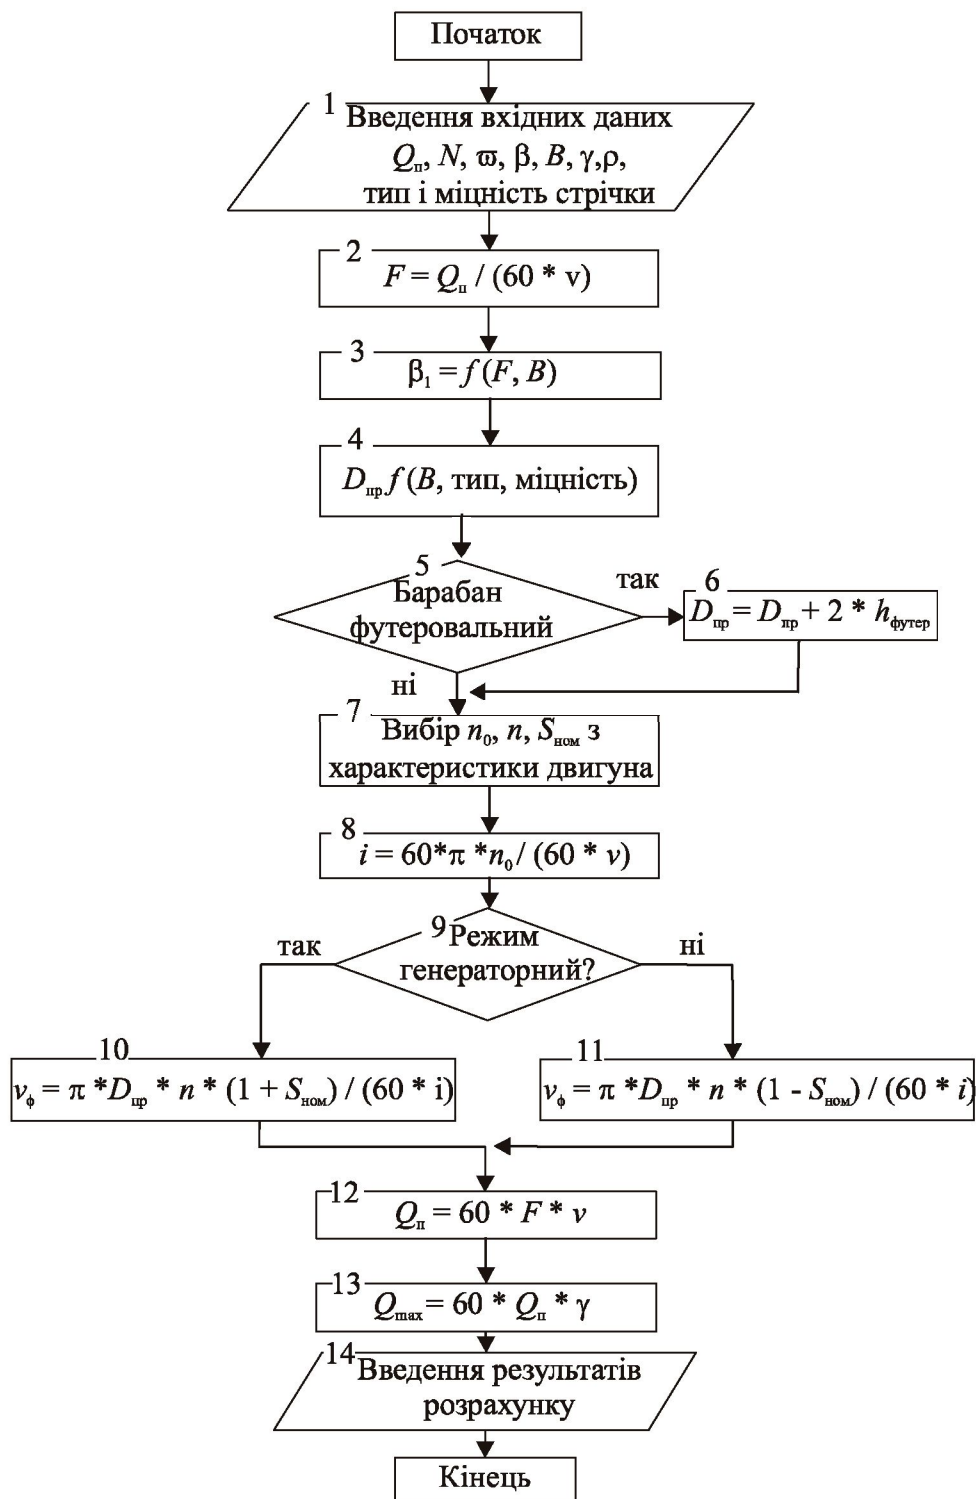 Початок
1
Введення вхідних даних
Qп, N, ϖ, β, B, γ,ρ,
тип і міцність стрічки
2
F = Qп / (60 * v)
3
β1 = f (F, B)
4
Dпр f (B, тип, міцність)
5
Барабан
футеровальний
так
6
Dпр = Dпр + 2 * hфутер
ні
7
Вибір n0, n, Sном з
характеристики двигуна
8
i = 60*π *n0 / (60 * v)
9
Режим
генераторний?
так
ні
10
vф = π *Dпр * n * (1 + Sном) / (60 * i)
11
vф = π *Dпр * n * (1 - Sном) / (60 * i)
12
Qп = 60 * F * v
13
Qmax = 60 * Qп * γ
14
Введення результатів
розрахунку
Кінець